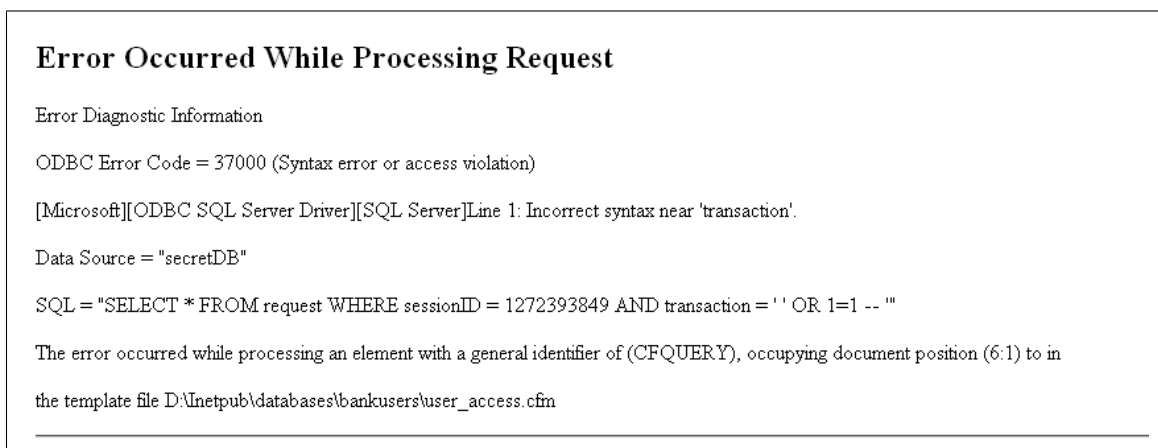 Error Occurred While Processing Request
Error Diagnostic Information
ODBC Error Code = 37000 (Syntax error or access violation)
[Microsoft][ODBC SQL Server Driver][SQL Server]Line 1: Incorrect syntax near 'transaction'.
Data Source = "secretDB"
SQL = "SELECT * FROM request WHERE sessionID = 1272393849 AND transaction = ' ' OR 1=1 -- '"
The error occurred while processing an element with a general identifier of (CFQUERY), occupying document position (6:1) to in
the template file D:\Inetpub\databases\bankusers\user_access.cfm